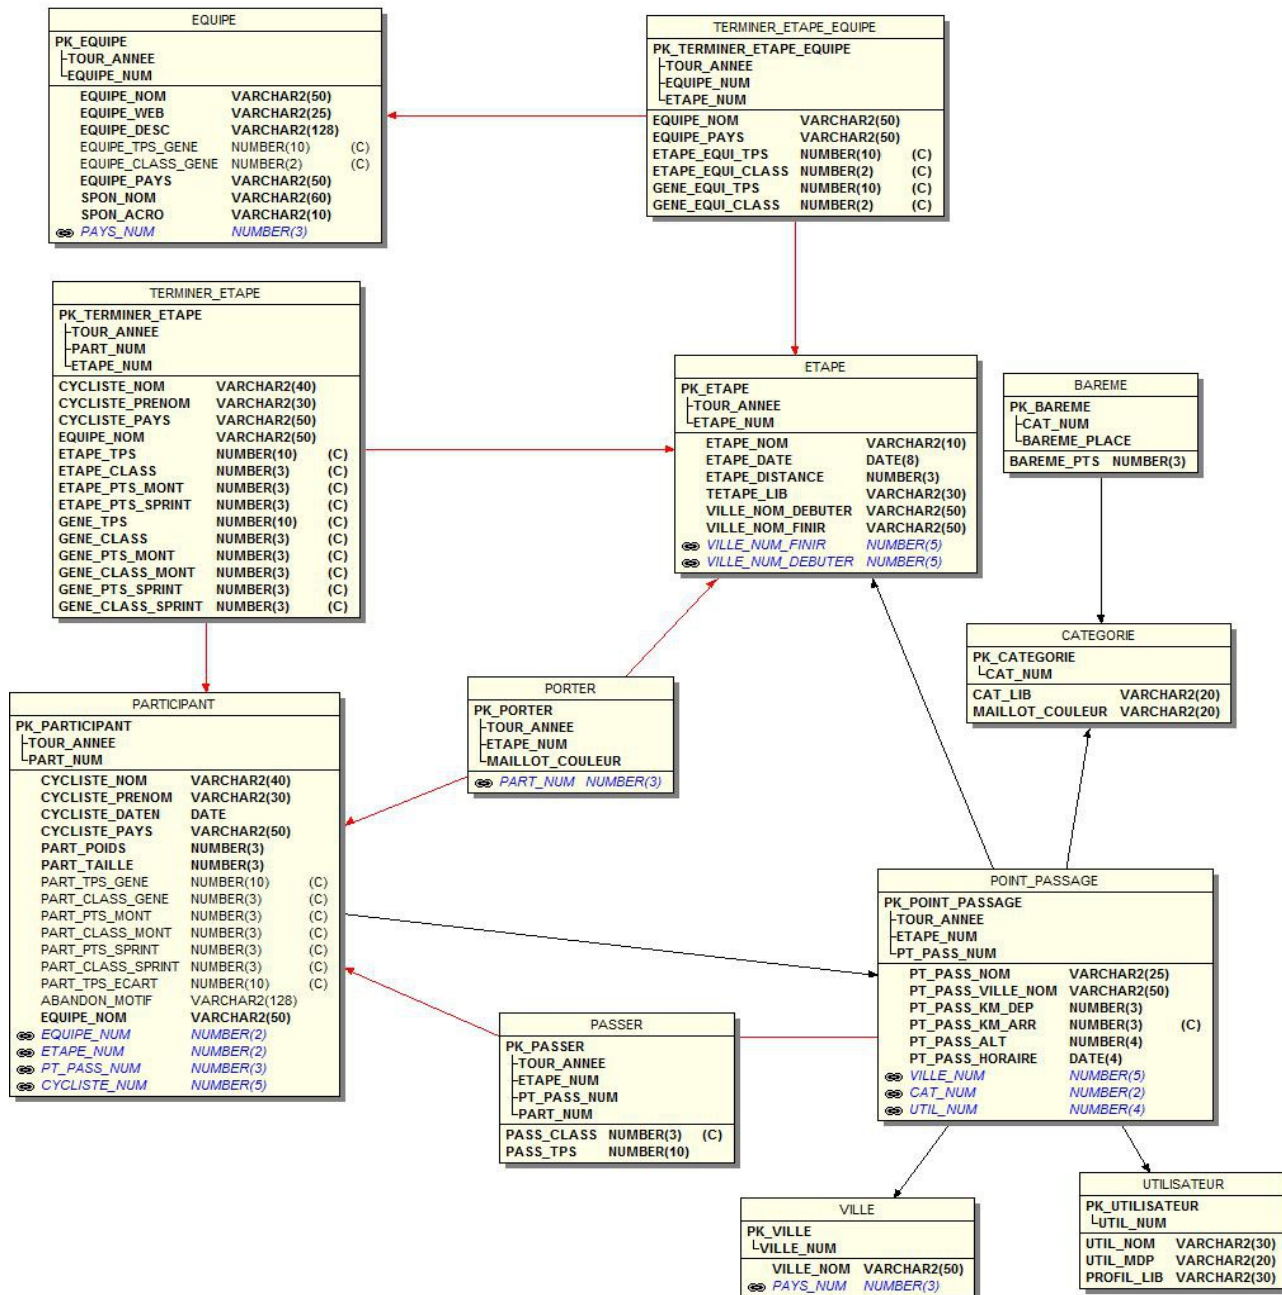 EQUIPE
PK_EQUIPE
TOUR_ANNEE
EQUIPE_NUM
EQUIPE_NOM VARCHAR2(50)
EQUIPE_WEB VARCHAR2(25)
EQUIPE_DESC VARCHAR2(128)
EQUIPE_TPS_GENE NUMBER(10) (C)
EQUIPE_CLASS_GENE NUMBER(2) (C)
EQUIPE_PAYS VARCHAR2(50)
SPON_NOM VARCHAR2(60)
SPON_ACRO VARCHAR2(10)
PAYS_NUM NUMBER(3)
TERMINER_ETAPE_EQUIPE
PK_TERMINER_ETAPE_EQUIPE
TOUR_ANNEE
EQUIPE_NUM
ETAPE_NUM
EQUIPE_NOM VARCHAR2(50)
EQUIPE_PAYS VARCHAR2(50)
ETAPE_EQUI_TPS NUMBER(10) (C)
ETAPE_EQUI_CLASS NUMBER(2) (C)
GENE_EQUI_TPS NUMBER(10) (C)
GENE_EQUI_CLASS NUMBER(2) (C)
TERMINER_ETAPE
PK_TERMINER_ETAPE
TOUR_ANNEE
PART_NUM
ETAPE_NUM
CYCLISTE_NOM VARCHAR2(40)
CYCLISTE_PRENOM VARCHAR2(30)
CYCLISTE_PAYS VARCHAR2(50)
EQUIPE_NOM VARCHAR2(50)
ETAPE_TPS NUMBER(10) (C)
ETAPE_CLASS NUMBER(3) (C)
ETAPE_PTS_MONT NUMBER(3) (C)
ETAPE_PTS_SPRINT NUMBER(3) (C)
GENE_TPS NUMBER(10) (C)
GENE_CLASS NUMBER(3) (C)
GENE_PTS_MONT NUMBER(3) (C)
GENE_CLASS_MONT NUMBER(3) (C)
GENE_PTS_SPRINT NUMBER(3) (C)
GENE_CLASS_SPRINT NUMBER(3) (C)
ETAPE
PK_ETAPE
TOUR_ANNEE
ETAPE_NUM
ETAPE_NOM VARCHAR2(10)
ETAPE_DATE DATE(8)
ETAPE_DISTANCE NUMBER(3)
TETAPE_LIB VARCHAR2(30)
VILLE_NOM_DEBUTER VARCHAR2(50)
VILLE_NOM_FINIR VARCHAR2(50)
VILLE_NUM_FINIR NUMBER(5)
VILLE_NUM_DEBUTER NUMBER(5)
BAREME
PK_BAREME
CAT_NUM
BAREME_PLACE
BAREME_PTS NUMBER(3)
CATEGORIE
PK_CATEGORIE
CAT_NUM
CAT_LIB VARCHAR2(20)
MAILLOT_COULEUR VARCHAR2(20)
PARTICIPANT
PK_PARTICIPANT
TOUR_ANNEE
PART_NUM
CYCLISTE_NOM VARCHAR2(40)
CYCLISTE_PRENOM VARCHAR2(30)
CYCLISTE_DATEN DATE
CYCLISTE_PAYS VARCHAR2(50)
PART_POIDS NUMBER(3)
PART_TAILLE NUMBER(3)
PART_TPS_GENE NUMBER(10) (C)
PART_CLASS_GENE NUMBER(3) (C)
PART_PTS_MONT NUMBER(3) (C)
PART_CLASS_MONT NUMBER(3) (C)
PART_PTS_SPRINT NUMBER(3) (C)
PART_CLASS_SPRINT NUMBER(3) (C)
PART_TPS_ECART NUMBER(10) (C)
ABANDON_MOTIF VARCHAR2(128)
EQUIPE_NOM VARCHAR2(50)
EQUIPE_NUM NUMBER(2)
ETAPE_NUM NUMBER(2)
PT_PASS_NUM NUMBER(3)
CYCLISTE_NUM NUMBER(5)
PORTER
PK_PORTER
TOUR_ANNEE
ETAPE_NUM
MAILLOT_COULEUR
PART_NUM NUMBER(3)
POINT_PASSAGE
PK_POINT_PASSAGE
TOUR_ANNEE
ETAPE_NUM
PT_PASS_NUM
PT_PASS_NOM VARCHAR2(25)
PT_PASS_VILLE_NOM VARCHAR2(50)
PT_PASS_KM_DEP NUMBER(3)
PT_PASS_KM_ARR NUMBER(3) (C)
PT_PASS_ALT NUMBER(4)
PT_PASS_HORAIRE DATE(4)
VILLE_NUM NUMBER(5)
CAT_NUM NUMBER(2)
UTIL_NUM NUMBER(4)
PASSER
PK_PASSER
TOUR_ANNEE
ETAPE_NUM
PT_PASS_NUM
PART_NUM
PASS_CLASS NUMBER(3) (C)
PASS_TPS NUMBER(10)
VILLE
PK_VILLE
VILLE_NUM
VILLE_NOM VARCHAR2(50)
PAYS_NUM NUMBER(3)
UTILISATEUR
PK_UTILISATEUR
UTIL_NUM
UTIL_NOM VARCHAR2(30)
UTIL_MDP VARCHAR2(20)
PROFIL_LIB VARCHAR2(30)